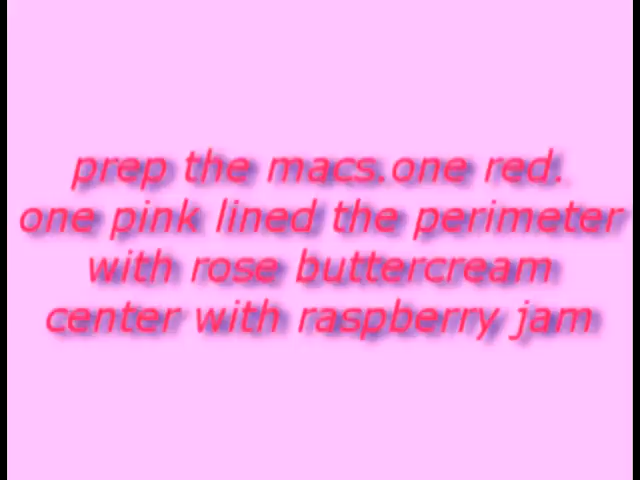 prep the macs.one red.
one pink lined the perimeter
with rose buttercream
center with raspberry jam